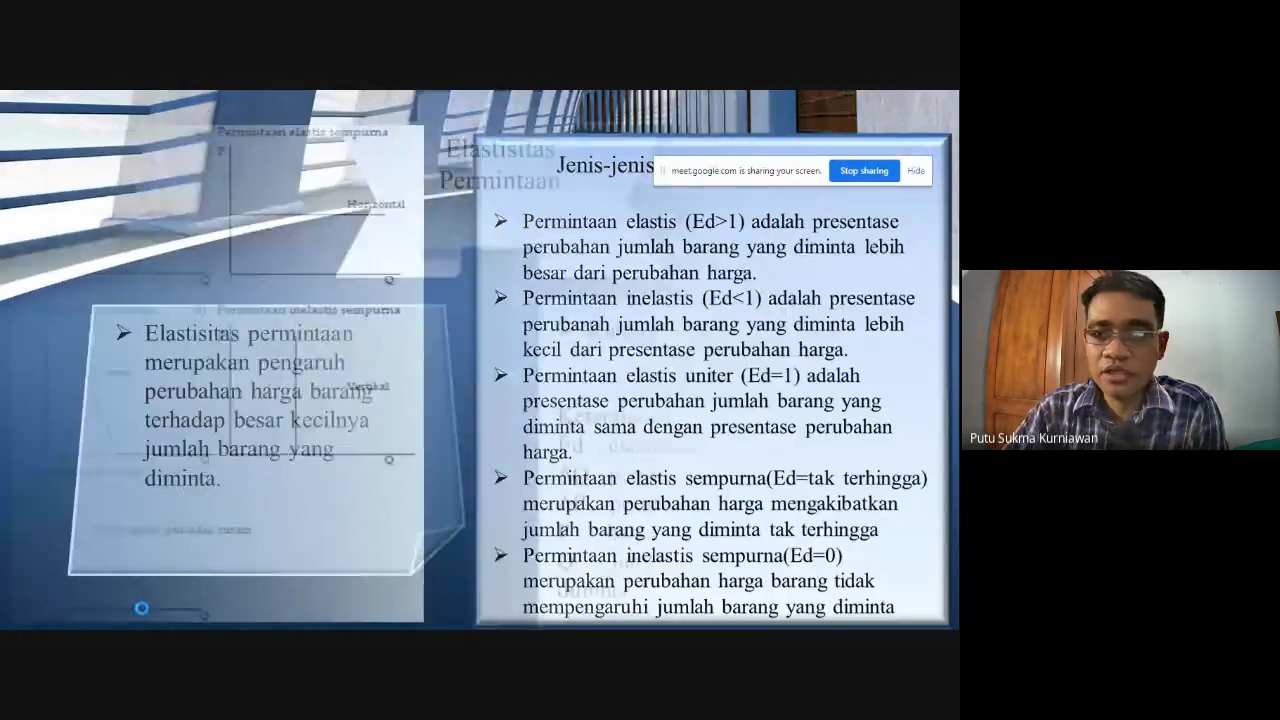 Permintaan elastis sempurna
P
Horizontal
Q
Q
Permintaan inelastis sempurna
Vertikal
Q
Q
Q
Elastisitas
Permintaan
➢ Elastisitas permintaan
merupakan pengaruh
perubahan harga barang
terhadap besar kecilnya
jumlah barang yang
diminta.
Jenis-jenis
meet.google.com is sharing your screen.
Stop sharing
Hide
➢ Permintaan elastis (Ed>1) adalah presentase
perubahan jumlah barang yang diminta lebih
besar dari perubahan harga.
➢ Permintaan inelastis (Ed<1) adalah presentase
perubanah jumlah barang yang diminta lebih
kecil dari presentase perubahan harga.
➢ Permintaan elastis uniter (Ed=1) adalah
presentase perubahan jumlah barang yang
diminta sama dengan presentase perubahan
harga.
➢ Permintaan elastis sempurna(Ed=tak terhingga)
merupakan perubahan harga mengakibatkan
jumlah barang yang diminta tak terhingga
➢ Permintaan inelastis sempurna(Ed=0)
merupakan perubahan harga barang tidak
mempengaruhi jumlah barang yang diminta
Ed
Putu Sukma Kurniawan